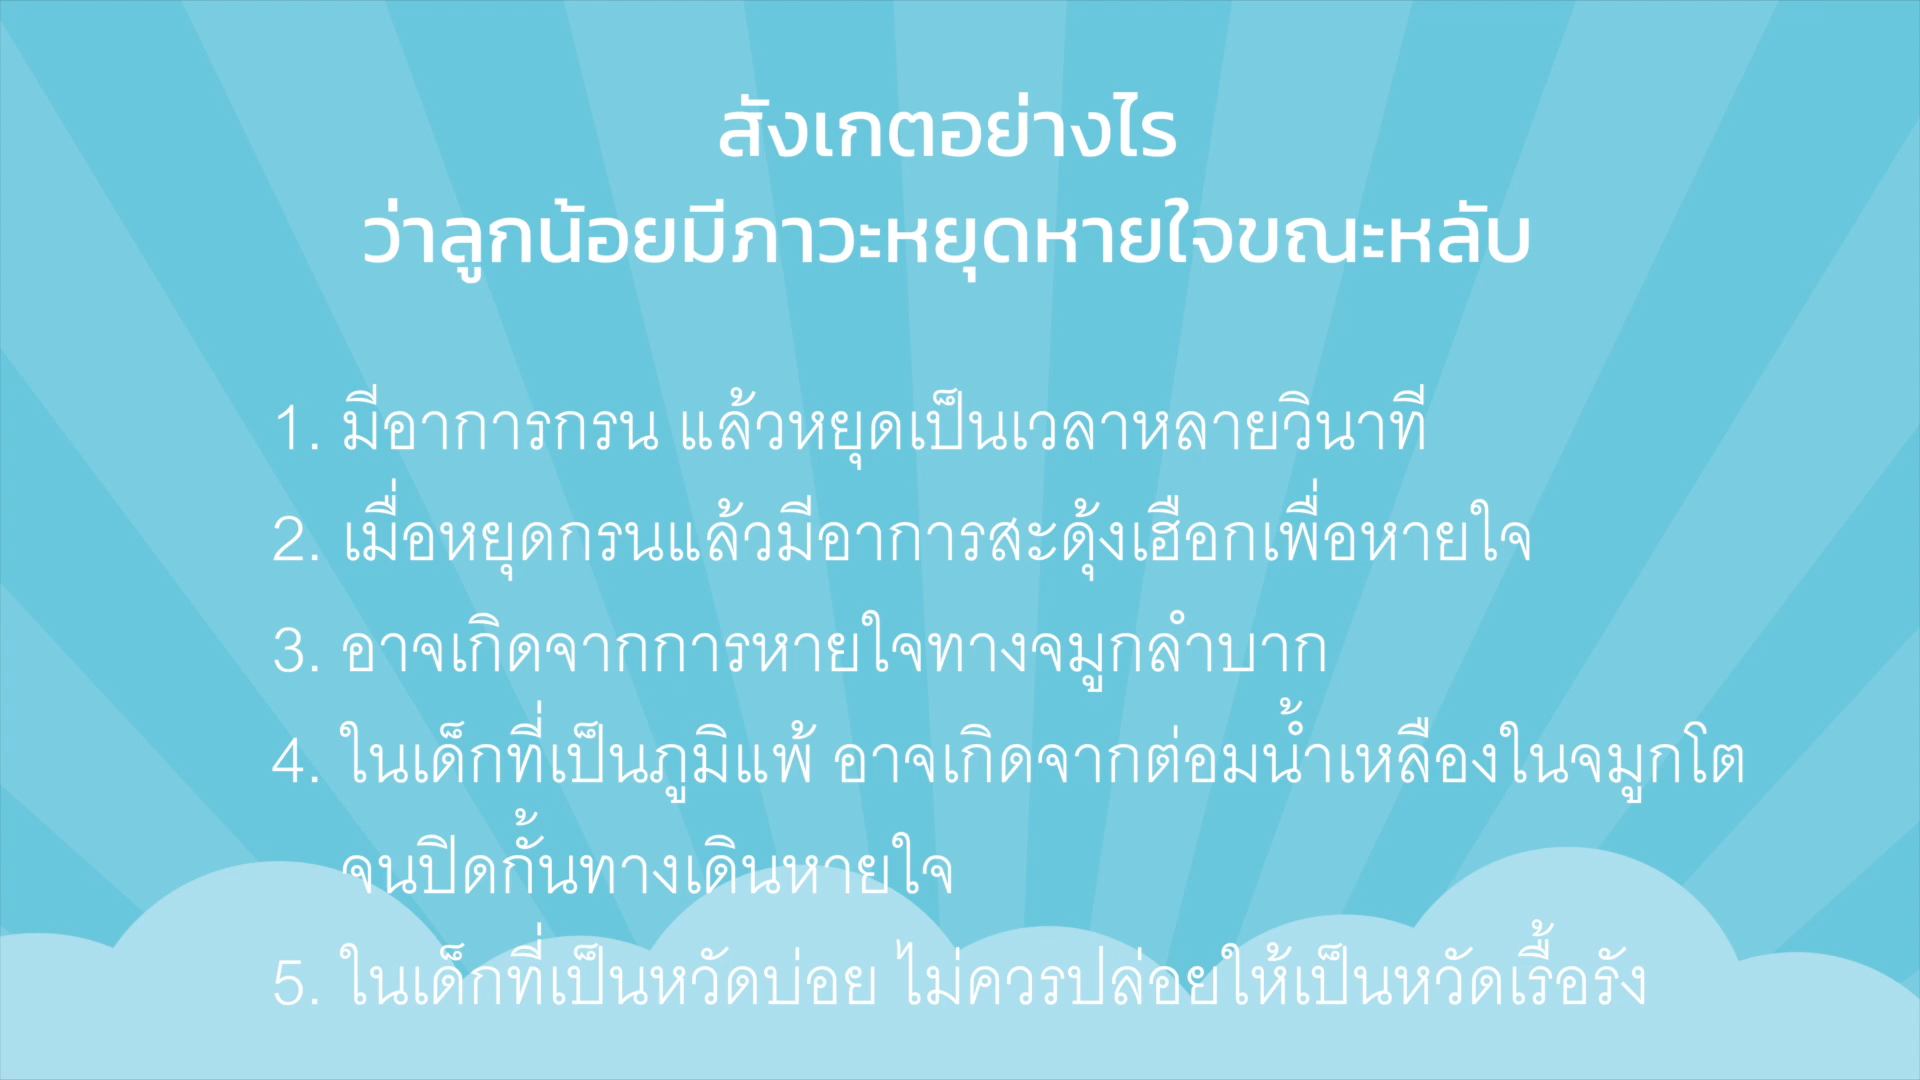 สังเกตอย่างไร
ว่าลูกน้อยมีภาวะหยุดหายใจขณะหลับ
1. มีอาการกรน แล้วหยุดเป็นเวลาหลายวินาที
2. เมื่อหยุดกรนแล้วมีอาการสะดุ้งเฮือกเพื่อหายใจ
3. อาจเกิดจากการหายใจทางจมูกลำบาก
4. ในเด็กที่เป็นภูมิแพ้ อาจเกิดจากต่อมน้ำเหลืองในจมูกโต
จนปิดกั้นทางเดินหายใจ
5. ในเด็กที่เป็นหวัดบ่อย ไม่ควรปล่อยให้เป็นหวัดเรื้อรัง